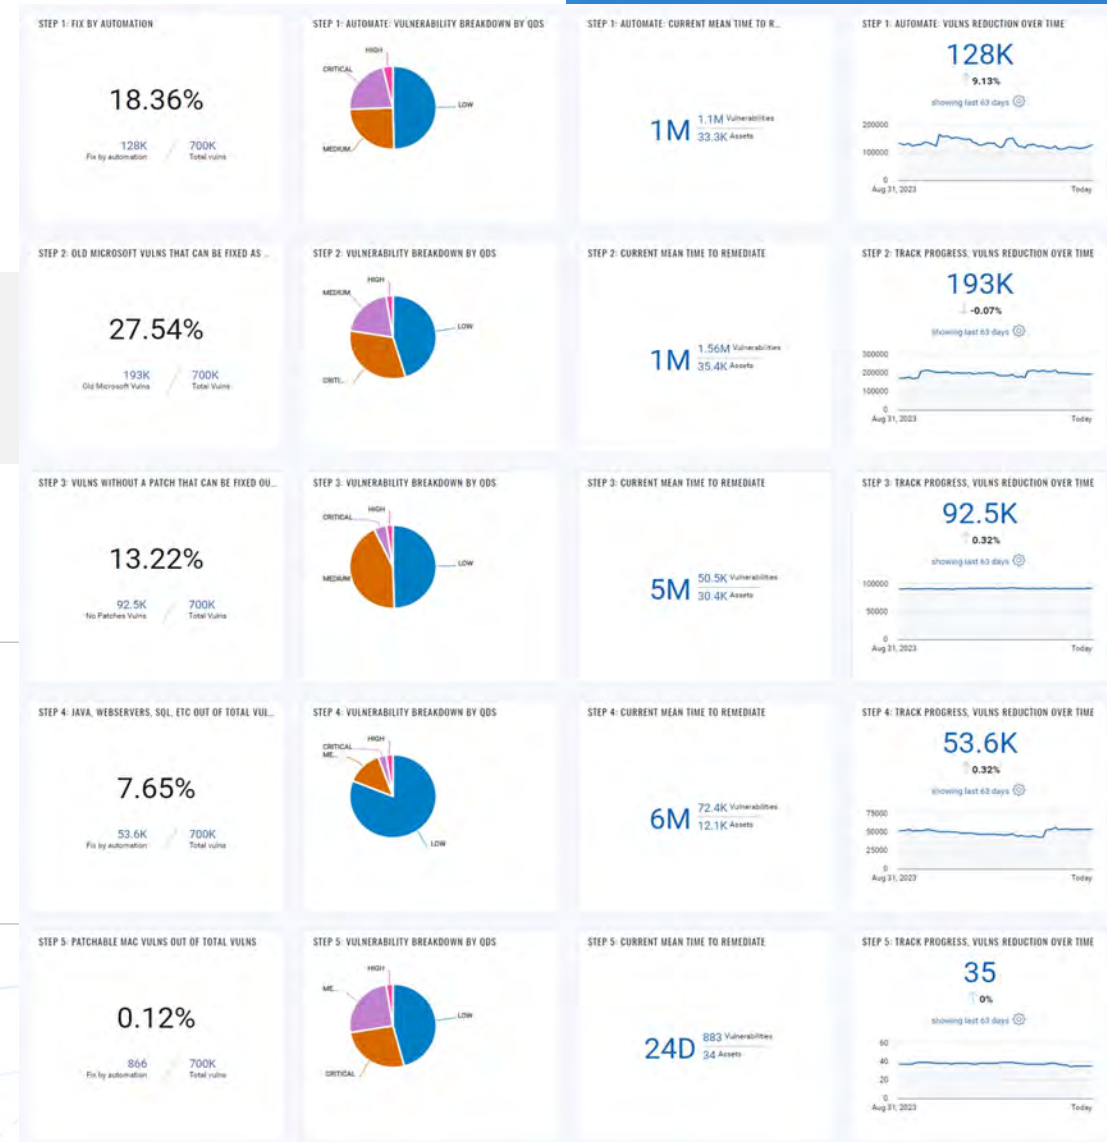 STEP 1: FIX BY AUTOMATION
18.36%
128K
Fix by automation
700K
Total vulns
STEP 1: AUTOMATE: VULNERABILITY BREAKDOWN BY QDS
HIGH
CRITICAL
LOW
MEDIUM
STEP 1: AUTOMATE: CURRENT MEAN TIME TO R...
1M
1.1M Vulnerabilities
33.3K Assets
STEP 1: AUTOMATE: VULNS REDUCTION OVER TIME
128K
9.13%
showing last 63 days
200000
100000
0
Aug 31, 2023
Today
STEP 2: OLD MICROSOFT VULNS THAT CAN BE FIXED AS ...
27.54%
193K
Old Microsoft Vulns
700K
Total Vulns
STEP 2: VULNERABILITY BREAKDOWN BY QDS
HIGH
MEDIUM
LOW
CRITI...
STEP 2: CURRENT MEAN TIME TO REMEDIATE
1M
1.56M Vulnerabilities
35.4K Assets
STEP 2: TRACK PROGRESS, VULNS REDUCTION OVER TIME
193K
-0.07%
showing last 63 days
300000
200000
100000
0
Aug 31, 2023
Today
STEP 3: VULNS WITHOUT A PATCH THAT CAN BE FIXED OU...
13.22%
92.5K
No Patches Vulns
700K
Total Vulns
STEP 3: VULNERABILITY BREAKDOWN BY QDS
HIGH
CRITICAL
LOW
MEDIUM
STEP 3: CURRENT MEAN TIME TO REMEDIATE
5M
50.5K Vulnerabilities
30.4K Assets
STEP 3: TRACK PROGRESS, VULNS REDUCTION OVER TIME
92.5K
0.32%
showing last 63 days
100000
50000
0
Aug 31, 2023
Today
STEP 4: JAVA, WEBSERVERS, SQL, ETC OUT OF TOTAL VUL...
7.65%
53.6K
Fix by automation
700K
Total vulns
STEP 4: VULNERABILITY BREAKDOWN BY QDS
HIGH
CRITICAL
ME...
LOW
STEP 4: CURRENT MEAN TIME TO REMEDIATE
6M
72.4K Vulnerabilities
12.1K Assets
STEP 4: TRACK PROGRESS, VULNS REDUCTION OVER TIME
53.6K
0.32%
showing last 63 days
75000
50000
25000
0
Aug 31, 2023
Today
STEP 5: PATCHABLE MAC VULNS OUT OF TOTAL VULNS
0.12%
866
Fix by automation
700K
Total vulns
STEP 5: VULNERABILITY BREAKDOWN BY QDS
HIGH
ME...
LOW
CRITICAL
STEP 5: CURRENT MEAN TIME TO REMEDIATE
24D
883 Vulnerabilities
34 Assets
STEP 5: TRACK PROGRESS, VULNS REDUCTION OVER TIME
35
0%
showing last 63 days
60
40
20
0
Aug 31, 2023
Today